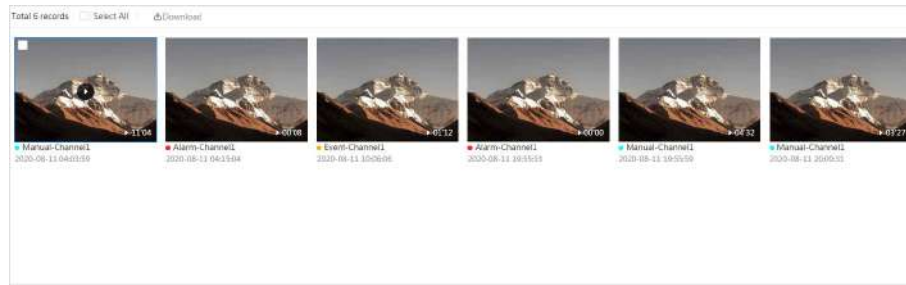 Total 6 records Select All Download
11:04 00:08 01:12 00:00 04:32 03:27
Manual-Channel1 Alarm-Channel1 Event-Channel1 Alarm-Channel1 Manual-Channel1 Manual-Channel1
2020-08-11 04:03:59 2020-08-11 04:15:04 2020-08-11 10:06:06 2020-08-11 19:55:53 2020-08-11 19:55:59 2020-08-11 20:00:31